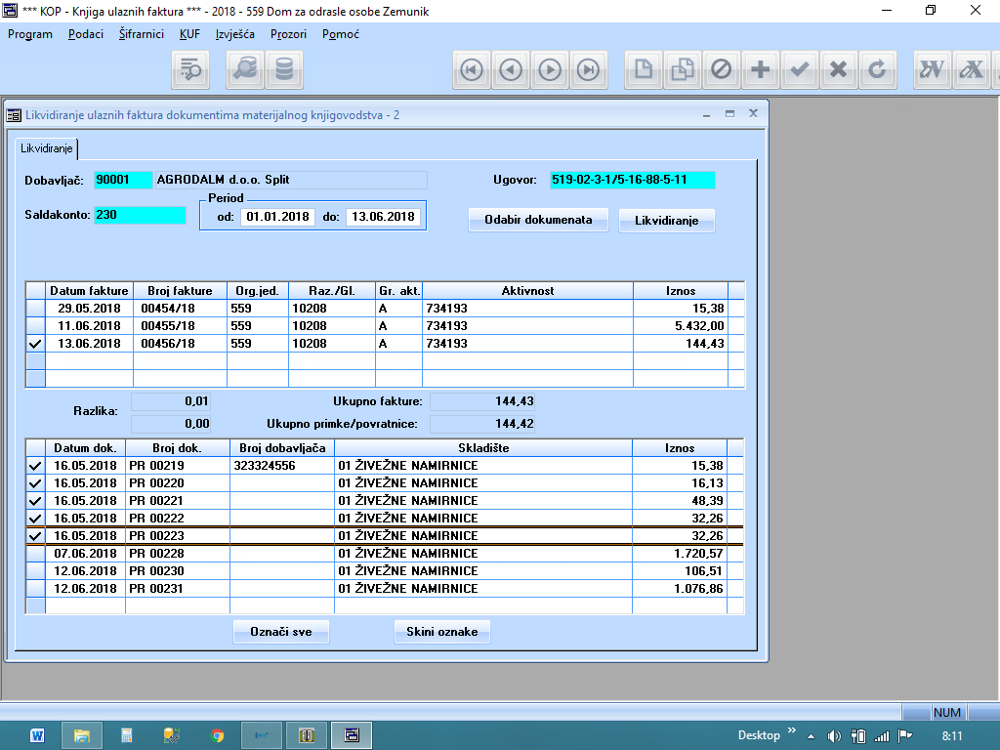 *** KOP - Knjiga ulaznih faktura *** - 2018 - 559 Dom za odrasle osobe Zemunik
Program Podaci Šifrarnici KUF Izvješća Prozori Pomoć
Likvidiranje ulaznih faktura dokumentima materijalnog knjigovodstva - 2
Likvidiranje
Dobavljač: 90001 AGRODALM d.o.o. Split Ugovor: 519-02-3-1/5-16-88-5-11
Saldakonto: 230 Period od: 01.01.2018 do: 13.06.2018 Odabir dokumenata Likvidiranje
Datum fakture Broj fakture Org.jed. Raz./Gl. Gr. akt. Aktivnost Iznos
29.05.2018 00454/18 559 10208 A 734193 15,38
11.06.2018 00455/18 559 10208 A 734193 5.432,00
13.06.2018 00456/18 559 10208 A 734193 144,43
Razlika: 0,01 Ukupno fakture: 144,43
0,00 Ukupno primke/povratnice: 144,42
Datum dok. Broj dok. Broj dobavljača Skladište Iznos
16.05.2018 PR 00219 323324556 01 ŽIVEŽNE NAMIRNICE 15,38
16.05.2018 PR 00220 01 ŽIVEŽNE NAMIRNICE 16,13
16.05.2018 PR 00221 01 ŽIVEŽNE NAMIRNICE 48,39
16.05.2018 PR 00222 01 ŽIVEŽNE NAMIRNICE 32,26
16.05.2018 PR 00223 01 ŽIVEŽNE NAMIRNICE 32,26
07.06.2018 PR 00228 01 ŽIVEŽNE NAMIRNICE 1.720,57
12.06.2018 PR 00230 01 ŽIVEŽNE NAMIRNICE 106,51
12.06.2018 PR 00231 01 ŽIVEŽNE NAMIRNICE 1.076,86
Označi sve Skini oznake
NUM
Desktop 8:11